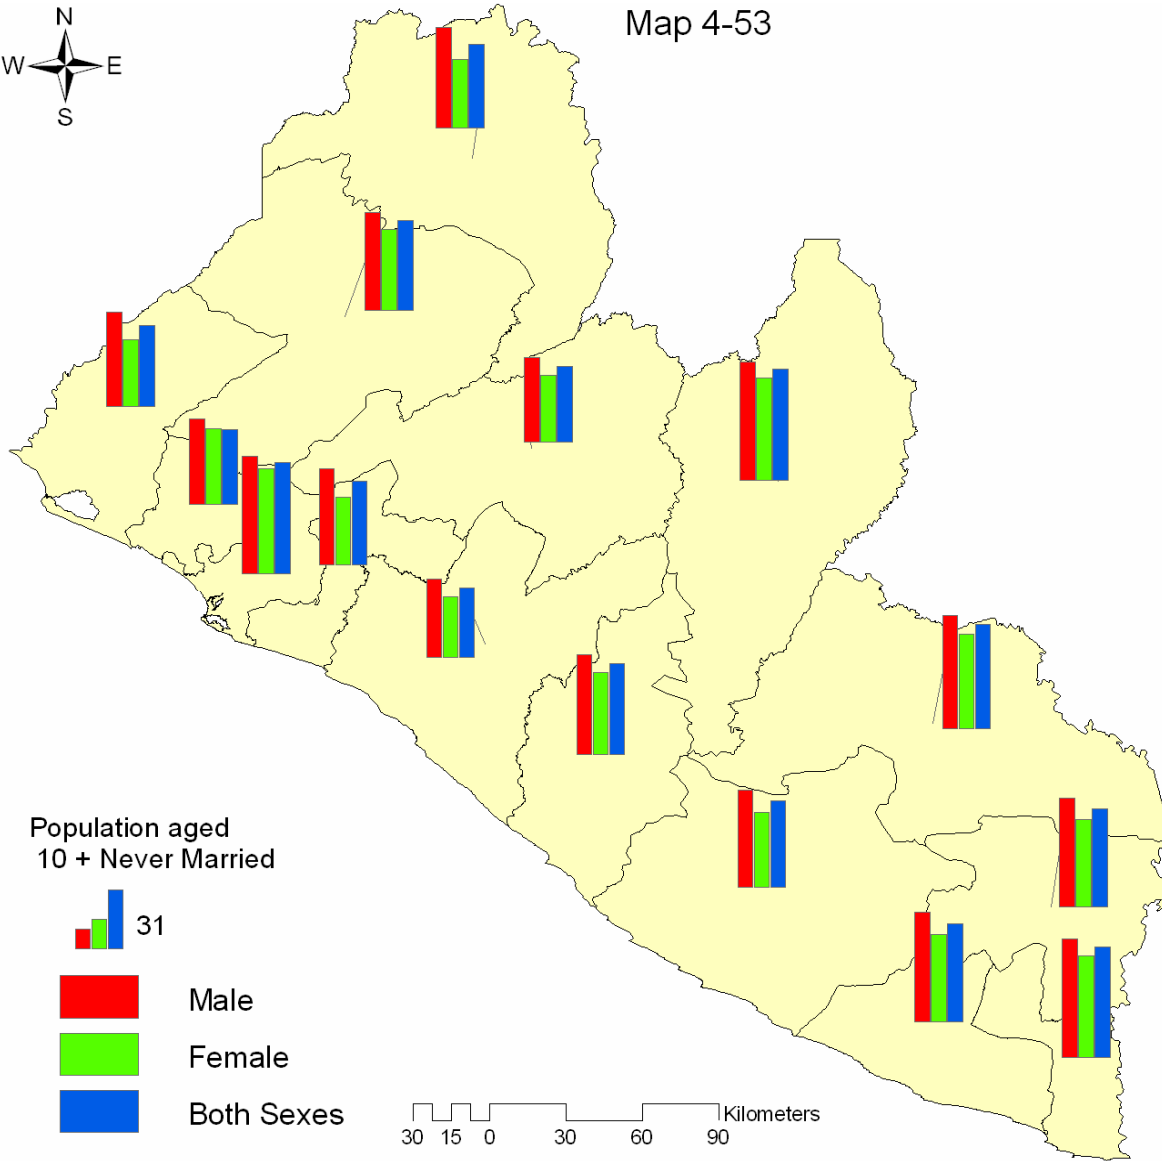 Map 4-53
N
W E
S
Population aged
10 + Never Married
31
Male
Female
Both Sexes
Kilometers
30 15 0 30 60 90